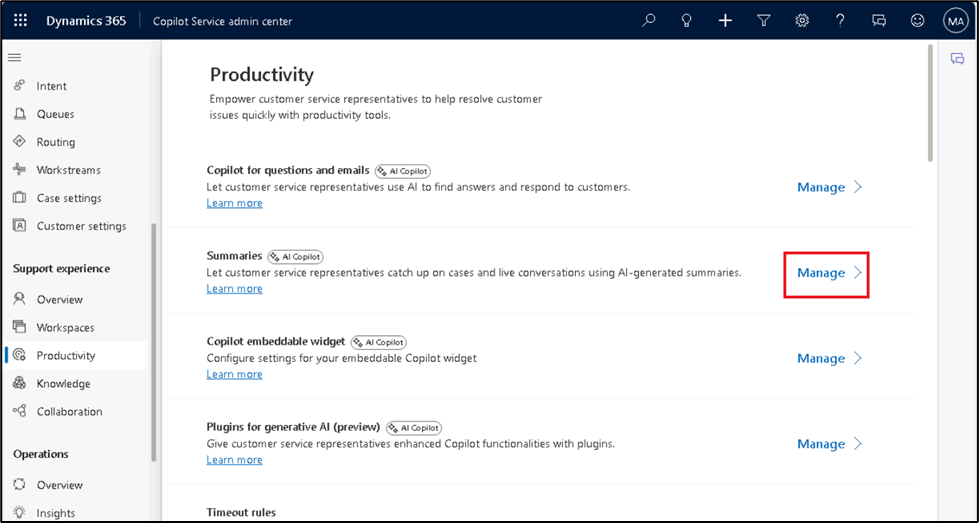 Dynamics 365
Copilot Service admin center
MA
Intent
Queues
Routing
Workstreams
Case settings
Customer settings
Support experience
Overview
Workspaces
Productivity
Knowledge
Collaboration
Operations
Overview
Insights
Productivity
Empower customer service representatives to help resolve customer
issues quickly with productivity tools.
Copilot for questions and emails AI Copilot
Let customer service representatives use AI to find answers and respond to customers.
Learn more
Manage
Summaries AI Copilot
Let customer service representatives catch up on cases and live conversations using AI-generated summaries.
Learn more
Manage
Copilot embeddable widget AI Copilot
Configure settings for your embeddable Copilot widget
Learn more
Manage
Plugins for generative AI (preview) AI Copilot
Give customer service representatives enhanced Copilot functionalities with plugins.
Learn more
Manage
Timeout rules